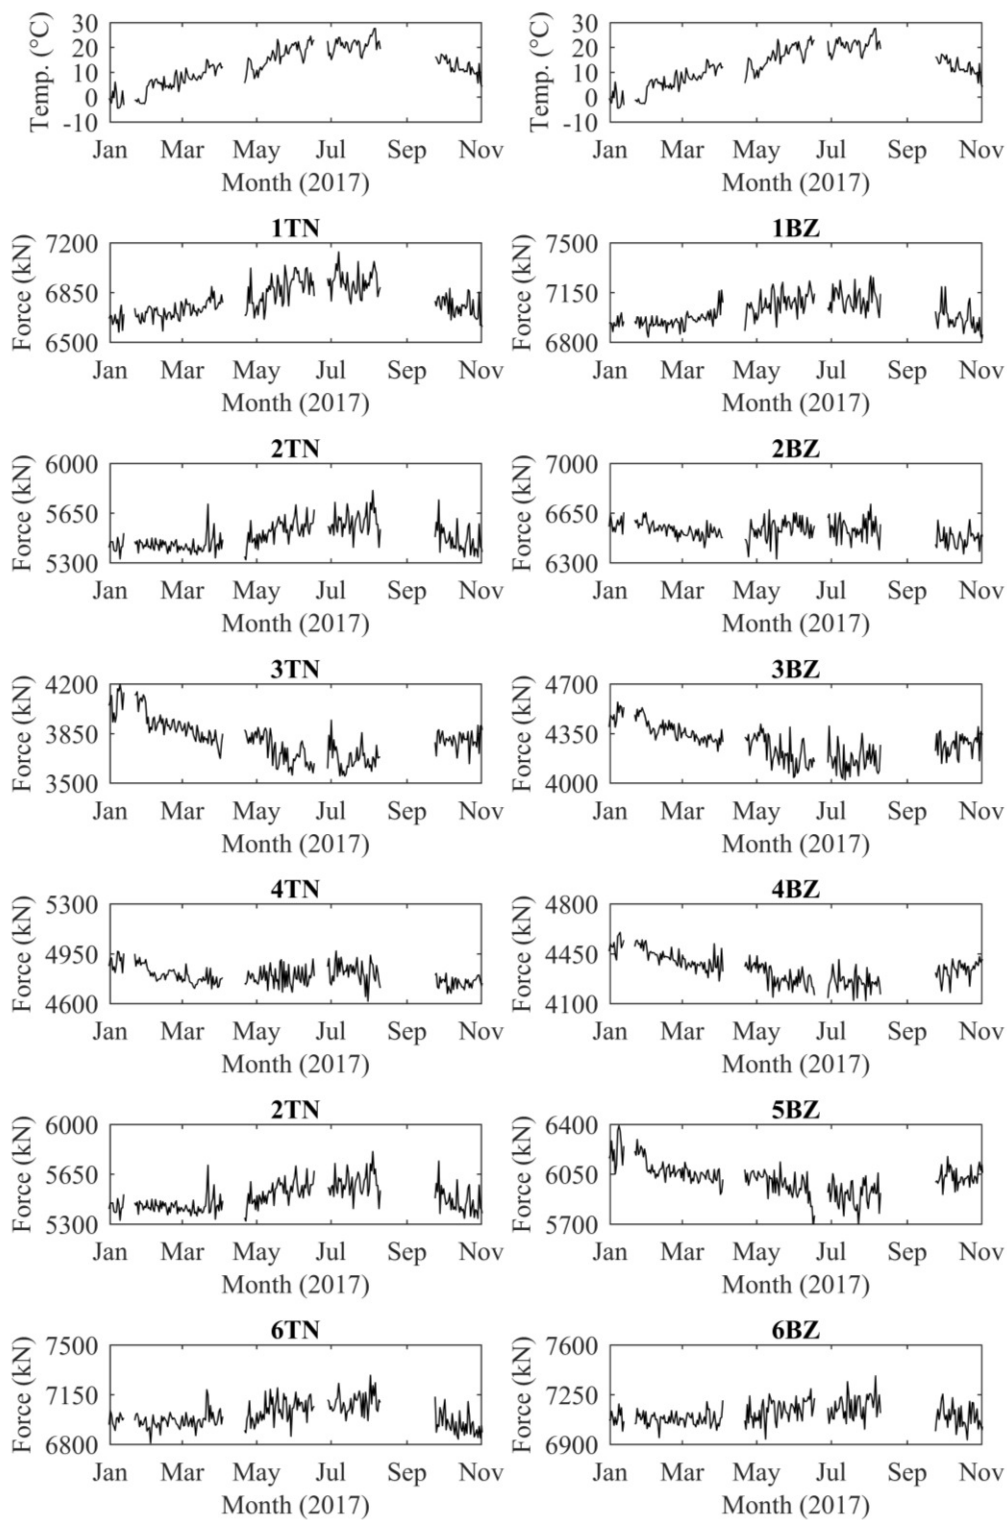 30
20
10
0
-10
Temp. (°C)
Jan Mar May Jul Sep Nov
Month (2017)
30
20
10
0
-10
Temp. (°C)
Jan Mar May Jul Sep Nov
Month (2017)
1TN
7200
6850
6500
Force (kN)
Jan Mar May Jul Sep Nov
Month (2017)
1BZ
7500
7150
6800
Force (kN)
Jan Mar May Jul Sep Nov
Month (2017)
2TN
6000
5650
5300
Force (kN)
Jan Mar May Jul Sep Nov
Month (2017)
2BZ
7000
6650
6300
Force (kN)
Jan Mar May Jul Sep Nov
Month (2017)
3TN
4200
3850
3500
Force (kN)
Jan Mar May Jul Sep Nov
Month (2017)
3BZ
4700
4350
4000
Force (kN)
Jan Mar May Jul Sep Nov
Month (2017)
4TN
5300
4950
4600
Force (kN)
Jan Mar May Jul Sep Nov
Month (2017)
4BZ
4800
4450
4100
Force (kN)
Jan Mar May Jul Sep Nov
Month (2017)
2TN
6000
5650
5300
Force (kN)
Jan Mar May Jul Sep Nov
Month (2017)
5BZ
6400
6050
5700
Force (kN)
Jan Mar May Jul Sep Nov
Month (2017)
6TN
7500
7150
6800
Force (kN)
Jan Mar May Jul Sep Nov
Month (2017)
6BZ
7600
7250
6900
Force (kN)
Jan Mar May Jul Sep Nov
Month (2017)